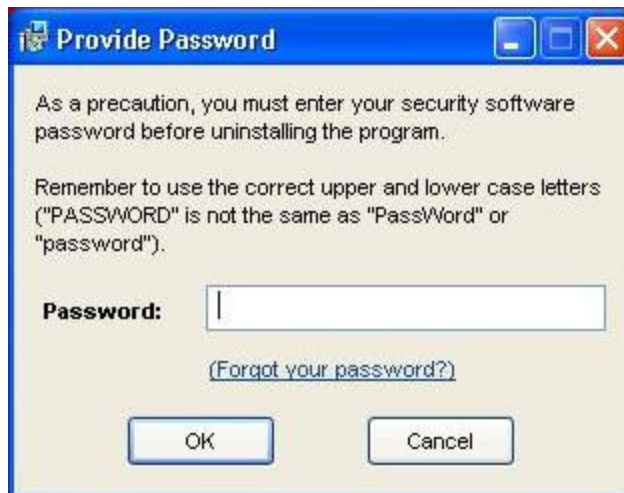 Provide Password
As a precaution, you must enter your security software
password before uninstalling the program.
Remember to use the correct upper and lower case letters
("PASSWORD" is not the same as "PassWord" or
"password").
Password:
(Forgot your password?)
OK Cancel